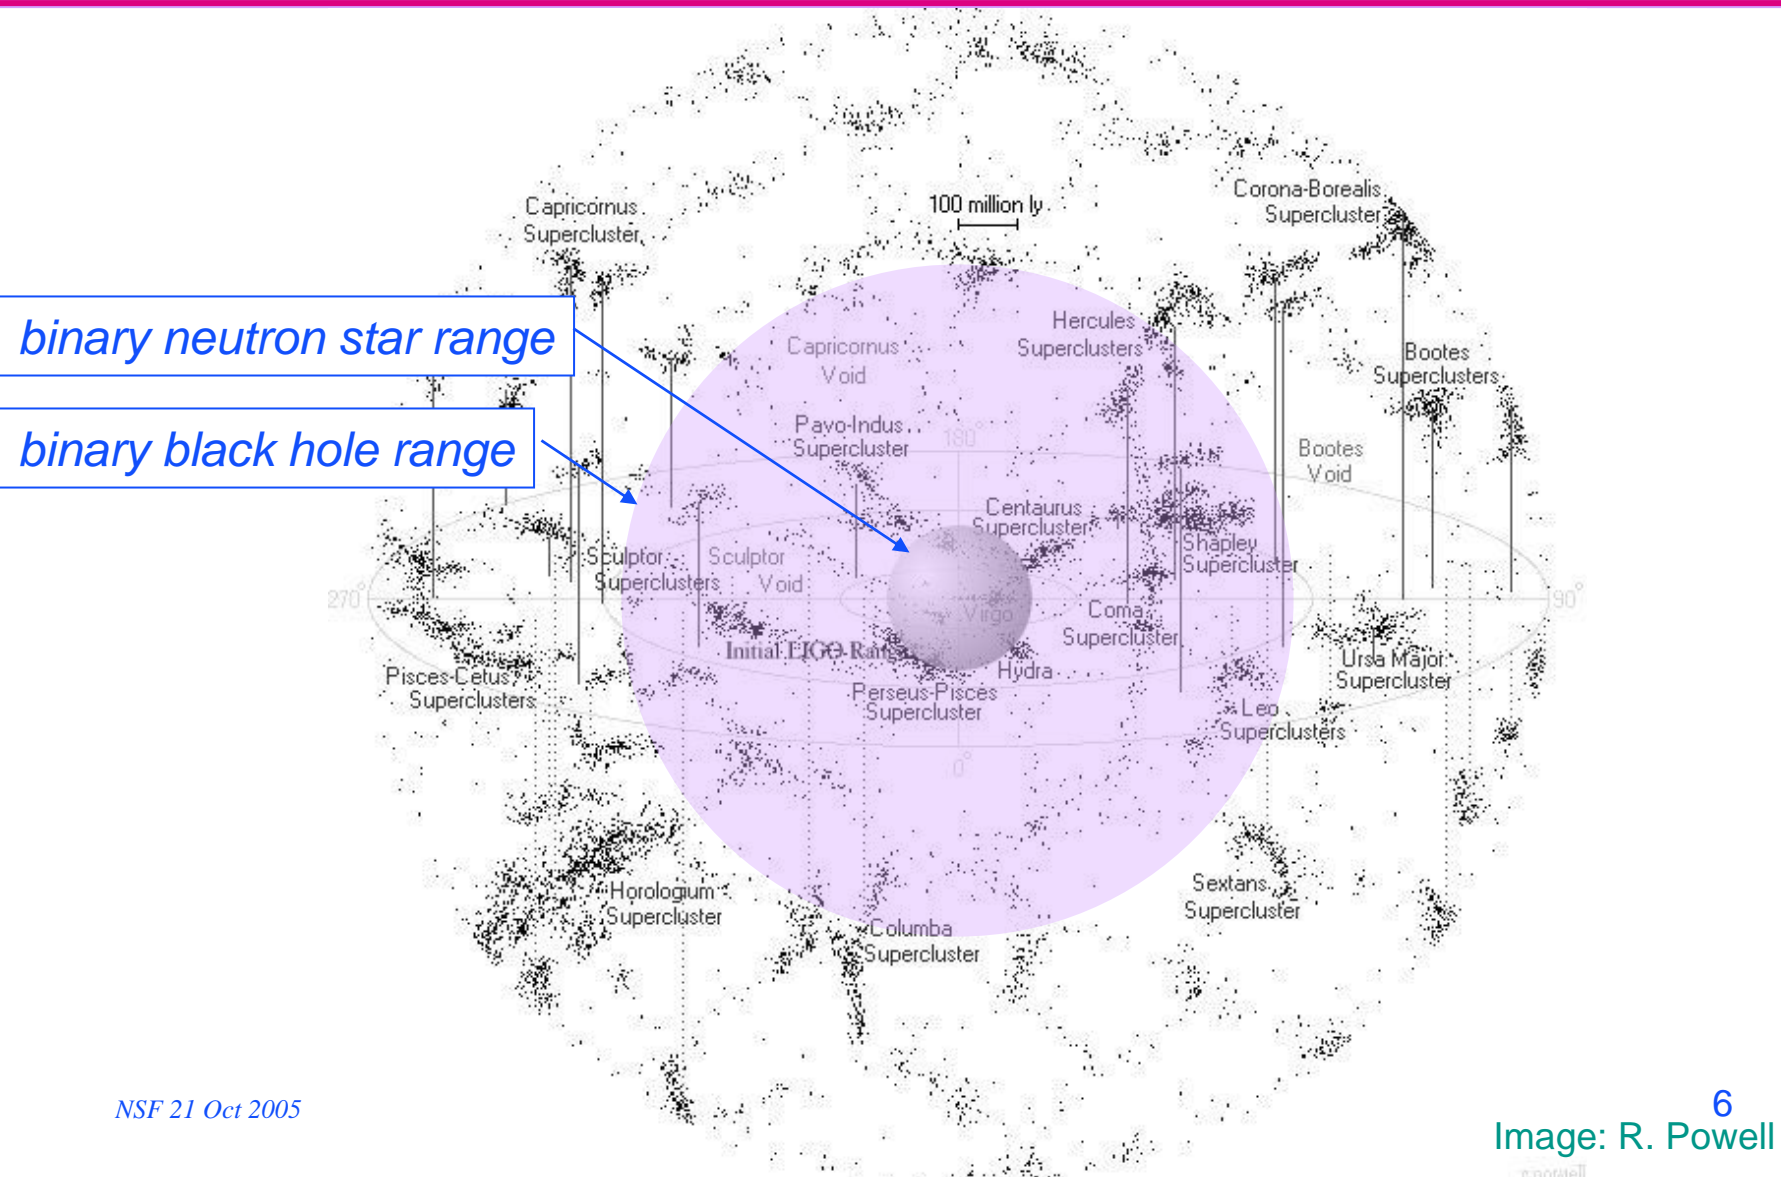 Capricornus
Supercluster
100 million ly
Corona-Borealis
Supercluster
binary neutron star range
Hercules
Superclusters
Capricornus
Void
Bootes
Superclusters
binary black hole range
Pavo-Indus
Supercluster
180°
Bootes
Void
Centaurus
Supercluster
Shapley
Supercluster
Sculptor
Superclusters
Sculptor
Void
270°
90°
Virgo
Coma
Supercluster
Initial LIGO Range
Hydra
Pisces-Cetus
Superclusters
Perseus-Pisces
Supercluster
Ursa Major
Supercluster
Leo
Superclusters
0°
Horologium
Supercluster
Columba
Supercluster
Sextans
Supercluster
NSF 21 Oct 2005
6
Image: R. Powell